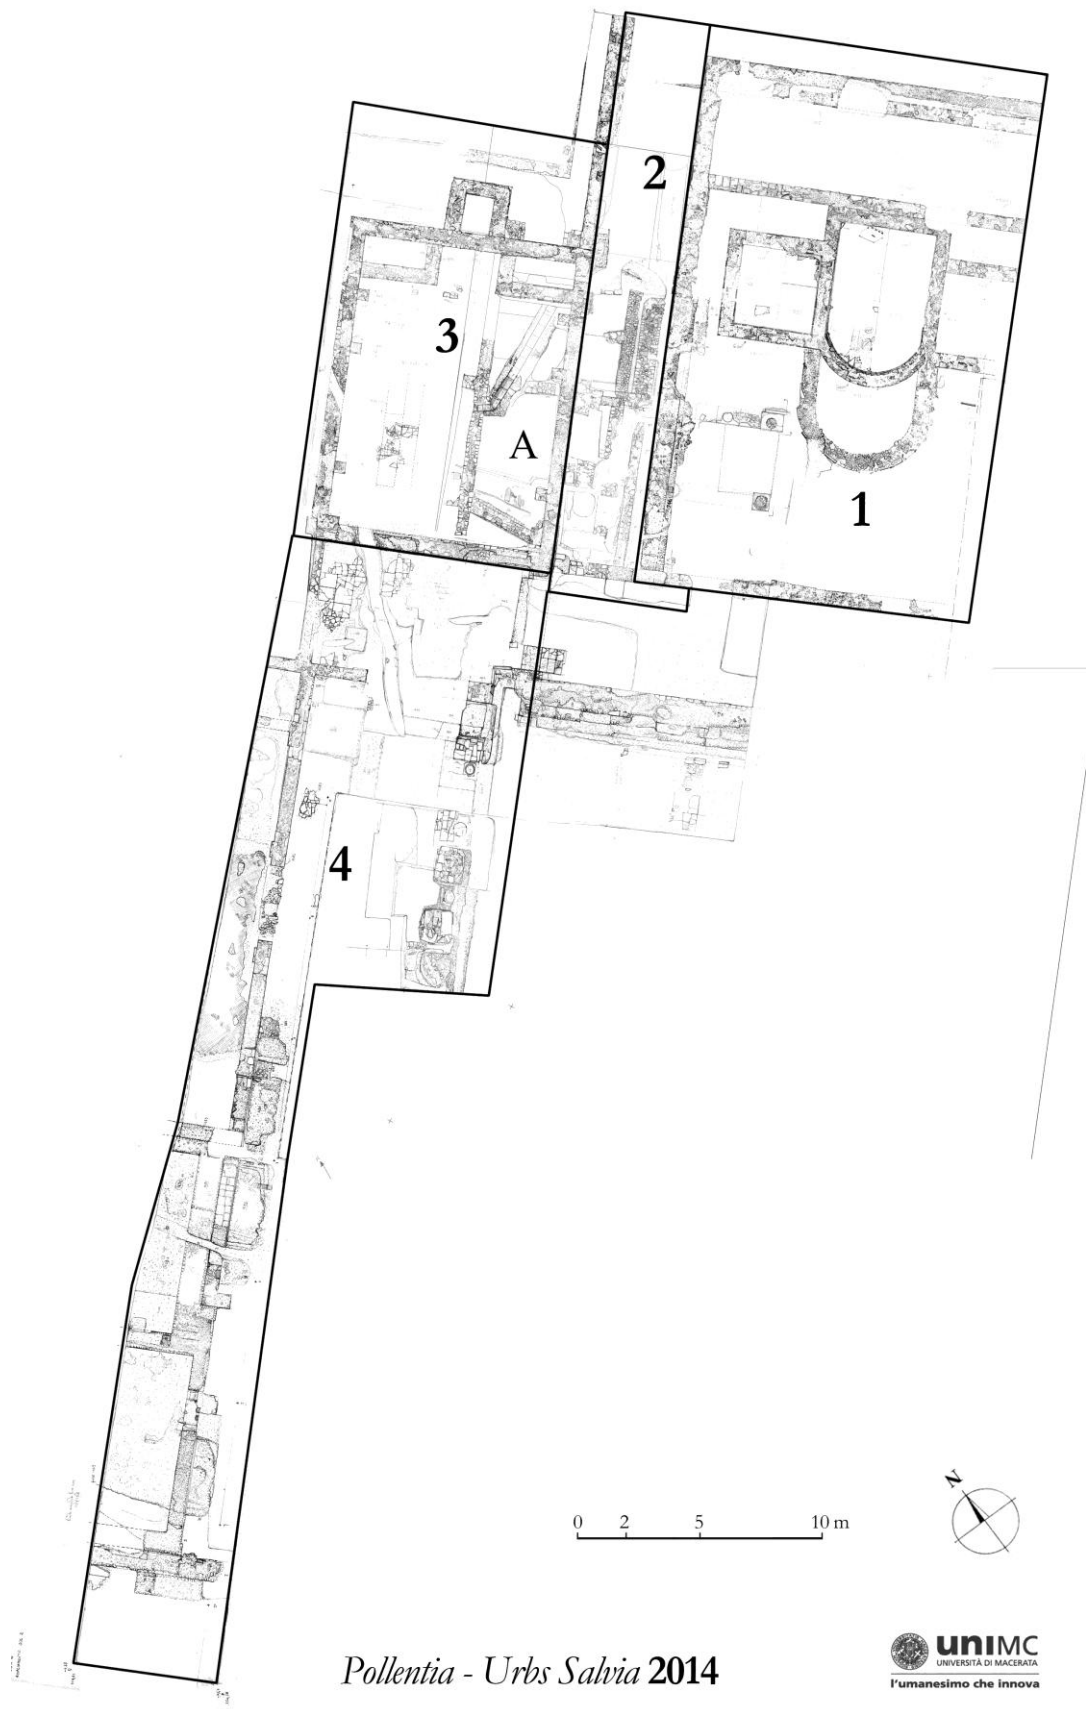 2
1
3
A
4
N
0 2 5 10 m
Pollentia - Urbs Salvia 2014
unIMC
UNIVERSITÀ DI MACERATA
l'umanesimo che innova